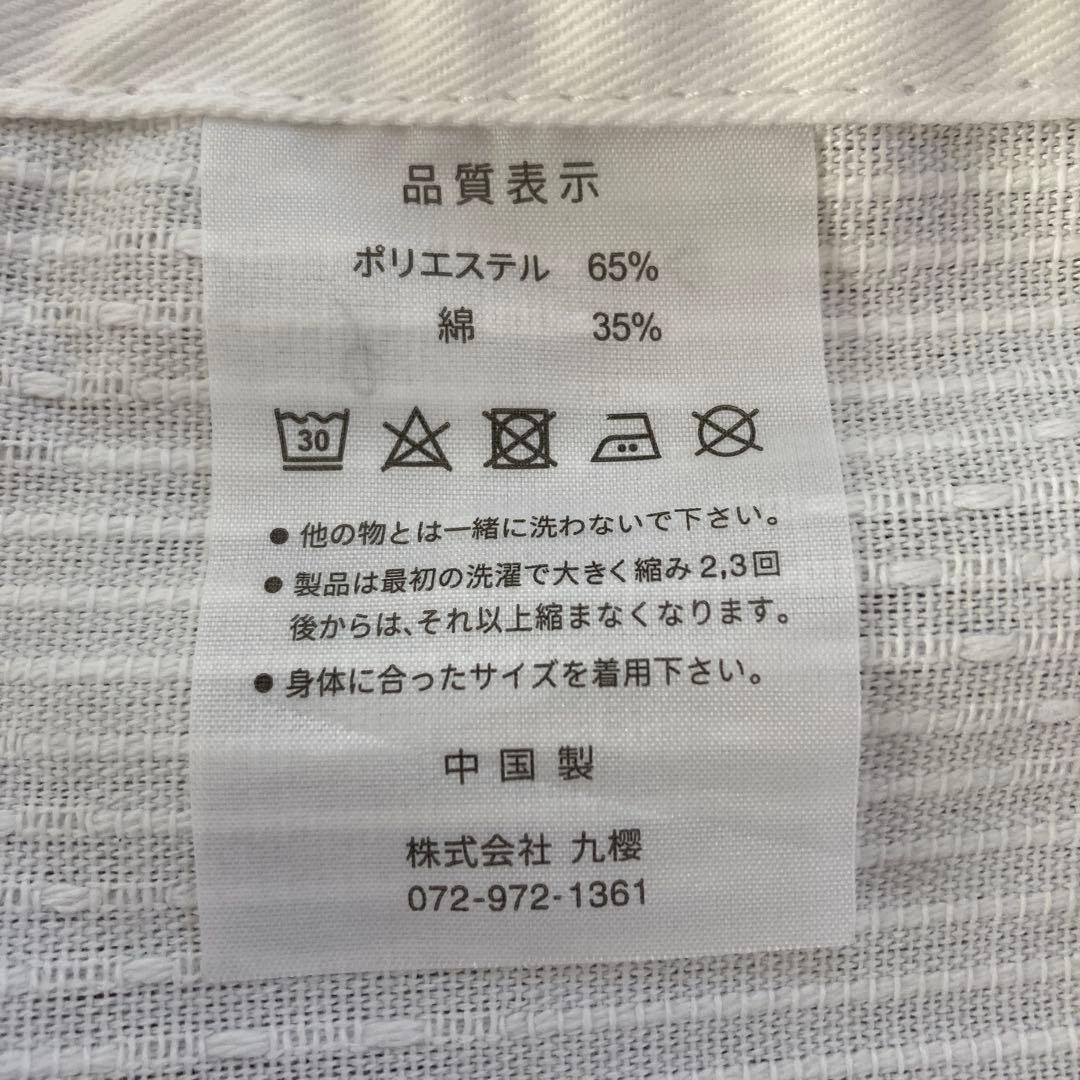 品質表示
ポリエステル 65%
綿 35%
30
● 他の物とは一緒に洗わないで下さい。
● 製品は最初の洗濯で大きく縮み2,3回
後からは、それ以上縮まなくなります。
● 身体に合ったサイズを着用下さい。
中国製
株式会社 九櫻
072-972-1361